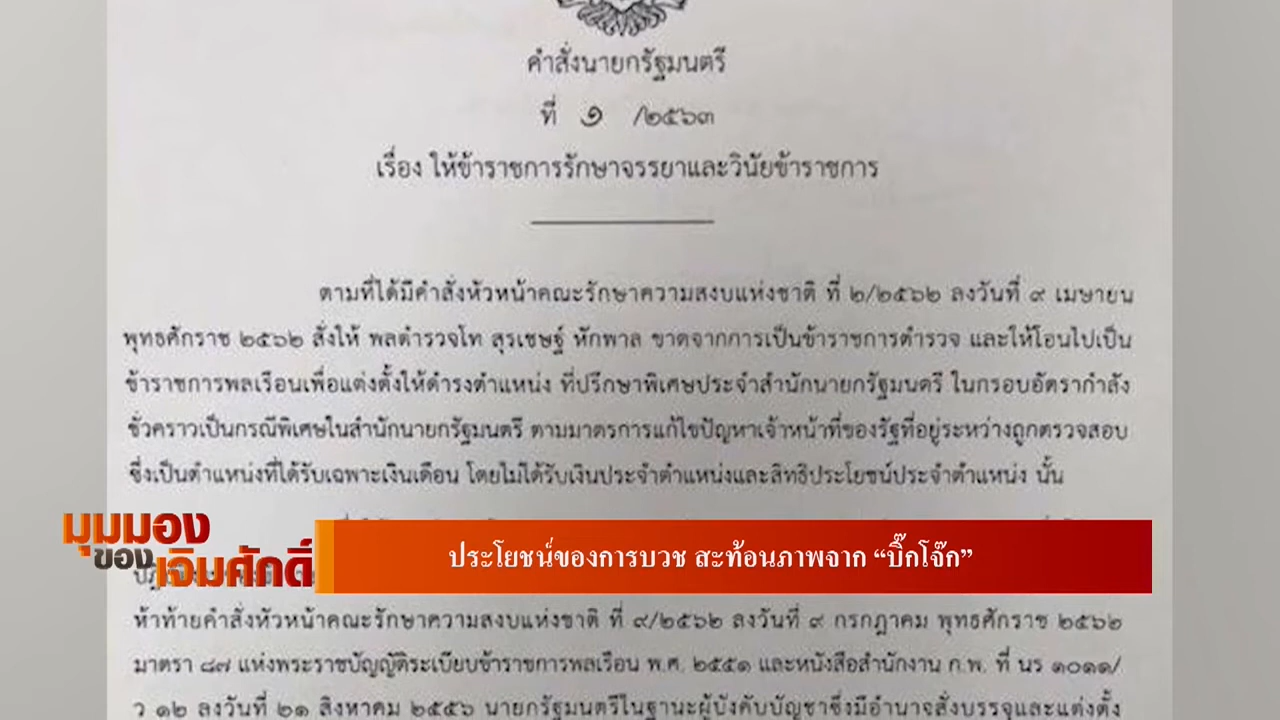 คำสั่งนายกรัฐมนตรี
ที่ ๑ /๒๕๖๓
เรื่อง ให้ข้าราชการรักษาจรรยาและวินัยข้าราชการ
ตามที่ได้มีคำสั่งหัวหน้าคณะรักษาความสงบแห่งชาติ ที่ ๒/๒๕๖๒ ลงวันที่ ๙ เมษายน
พุทธศักราช ๒๕๖๒ สั่งให้ พลตำรวจโท สุรเชษฐ์ หักพาล ขาดจากการเป็นข้าราชการตำรวจ และให้โอนไปเป็น
ข้าราชการพลเรือนเพื่อแต่งตั้งให้ดำรงตำแหน่ง ที่ปรึกษาพิเศษประจำสำนักนายกรัฐมนตรี ในกรอบอัตรากำลัง
ชั่วคราวเป็นกรณีพิเศษในสำนักนายกรัฐมนตรี ตามมาตรการแก้ไขปัญหาเจ้าหน้าที่ของรัฐที่อยู่ระหว่างถูกตรวจสอบ
ซึ่งเป็นตำแหน่งที่ได้รับเฉพาะเงินเดือน โดยไม่ได้รับเงินประจำตำแหน่งและสิทธิประโยชน์ประจำตำแหน่ง นั้น
มุมมอง
ของ
เจิมศักดิ์
ประโยชน์ของการบวช สะท้อนภาพจาก “บิ๊กโจ๊ก”
ห้าท้ายคำสั่งหัวหน้าคณะรักษาความสงบแห่งชาติ ที่ ๙/๒๕๖๒ ลงวันที่ ๙ กรกฎาคม พุทธศักราช ๒๕๖๒
มาตรา ๘๗ แห่งพระราชบัญญัติระเบียบข้าราชการพลเรือน พ.ศ. ๒๕๕๑ และหนังสือสำนักงาน ก.พ. ที่ นร ๑๐๑๑/
ว ๑๒ ลงวันที่ ๒๑ สิงหาคม ๒๕๕๖ นายกรัฐมนตรีในฐานะผู้บังคับบัญชาซึ่งมีอำนาจสั่งบรรจุและแต่งตั้ง